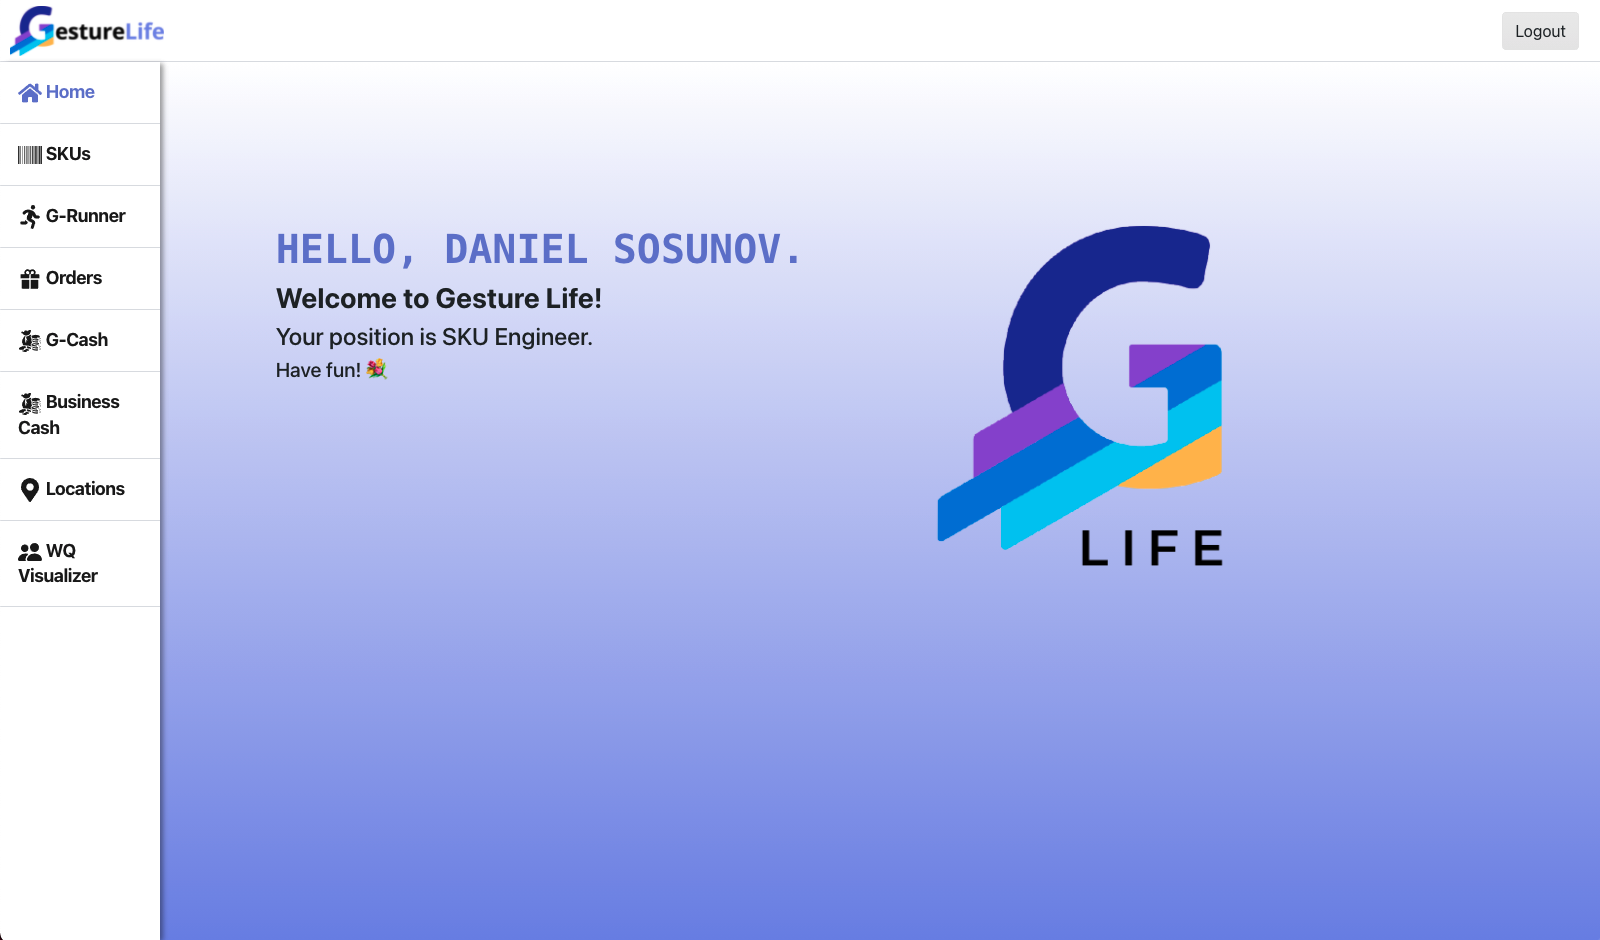 GestureLife
Logout
Home
SKUs
G-Runner
Orders
G-Cash
Business
Cash
Locations
WQ
Visualizer
HELLO, DANIEL SOSUNOV.
Welcome to Gesture Life!
Your position is SKU Engineer.
Have fun! 💐
G
LIFE